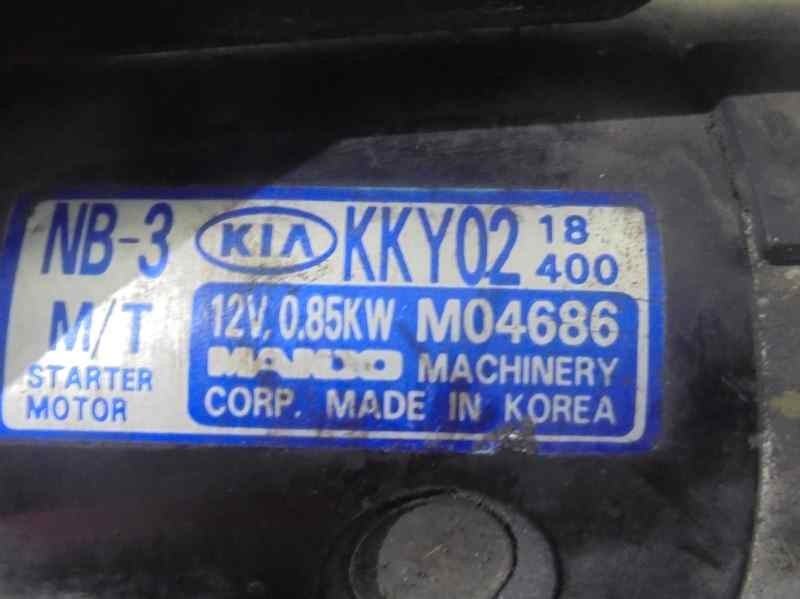 NB-3 KIA KKY02 18
400
M/T 12V, 0.85KW M04686
STARTER MANDO MACHINERY
MOTOR CORP. MADE IN KOREA